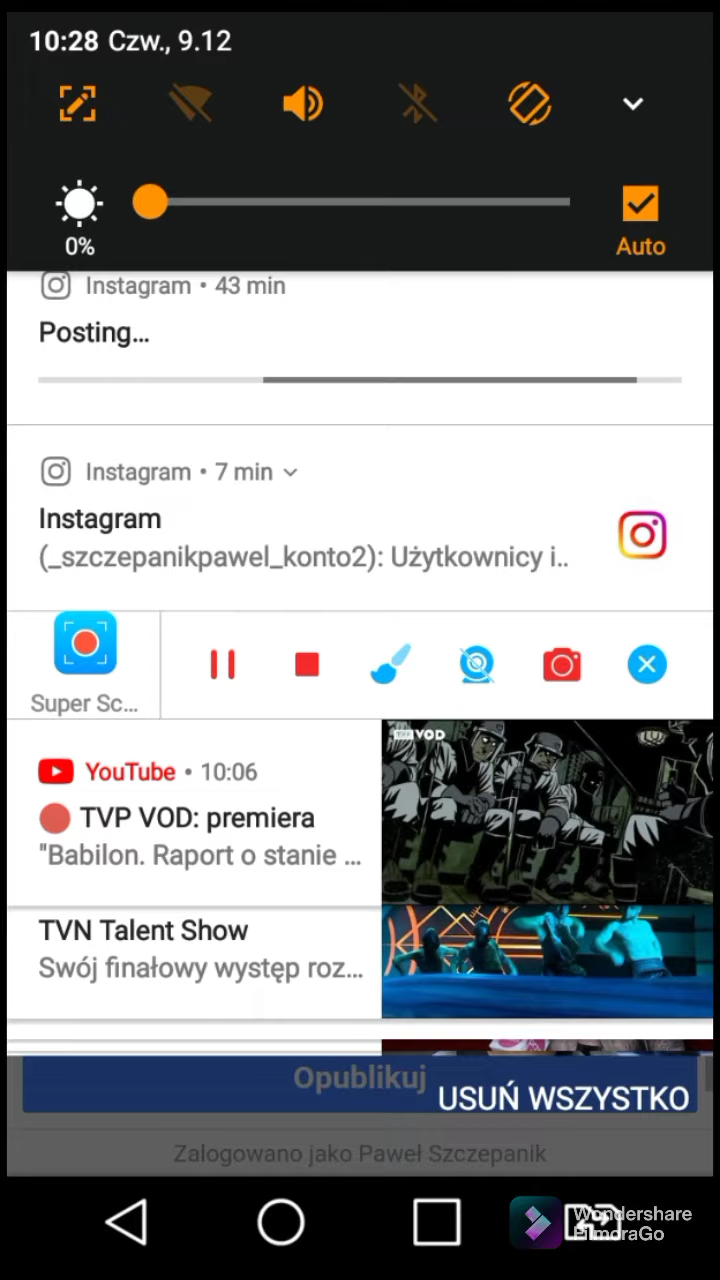 10:28 Czw., 9.12
0%
Auto
Instagram • 43 min
Posting...
Instagram • 7 min
Instagram
(_szczepanikpawel_konto2): Użytkownicy i..
Super Sc...
YouTube • 10:06
TVP VOD: premiera
"Babilon. Raport o stanie ...
TVP VOD
TVN Talent Show
Swój finałowy występ roz...
Opublikuj
USUŃ WSZYSTKO
Zalogowano jako Paweł Szczepanik
Wondershare
FilmoraGo